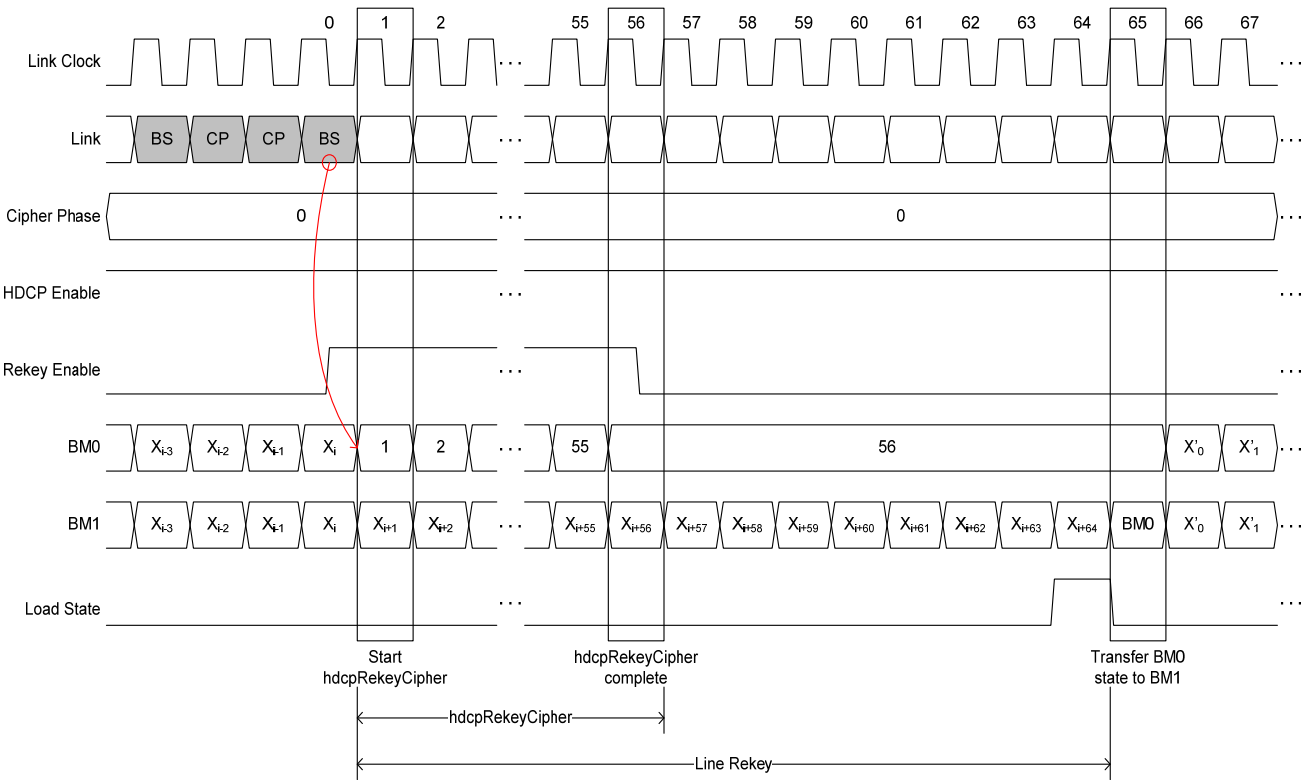 0 1 2 55 56 57 58 59 60 61 62 63 64 65 66 67
Link Clock ... ...
Link BS CP CP BS ... ...
Cipher Phase 0 ... 0 ...
HDCP Enable ... ...
Rekey Enable ... ...
BM0 Xi-3 Xi-2 Xi-1 Xi 1 2 ... 55 56 X'0 X'1 ...
BM1 Xi-3 Xi-2 Xi-1 Xi Xi+1 Xi+2 ... Xi+55 Xi+56 Xi+57 Xi+58 Xi+59 Xi+60 Xi+61 Xi+62 Xi+63 Xi+64 BM0 X'0 X'1 ...
Load State ... ...
Start
hdcpRekeyCipher
hdcpRekeyCipher
complete
Transfer BM0
state to BM1
hdcpRekeyCipher
Line Rekey